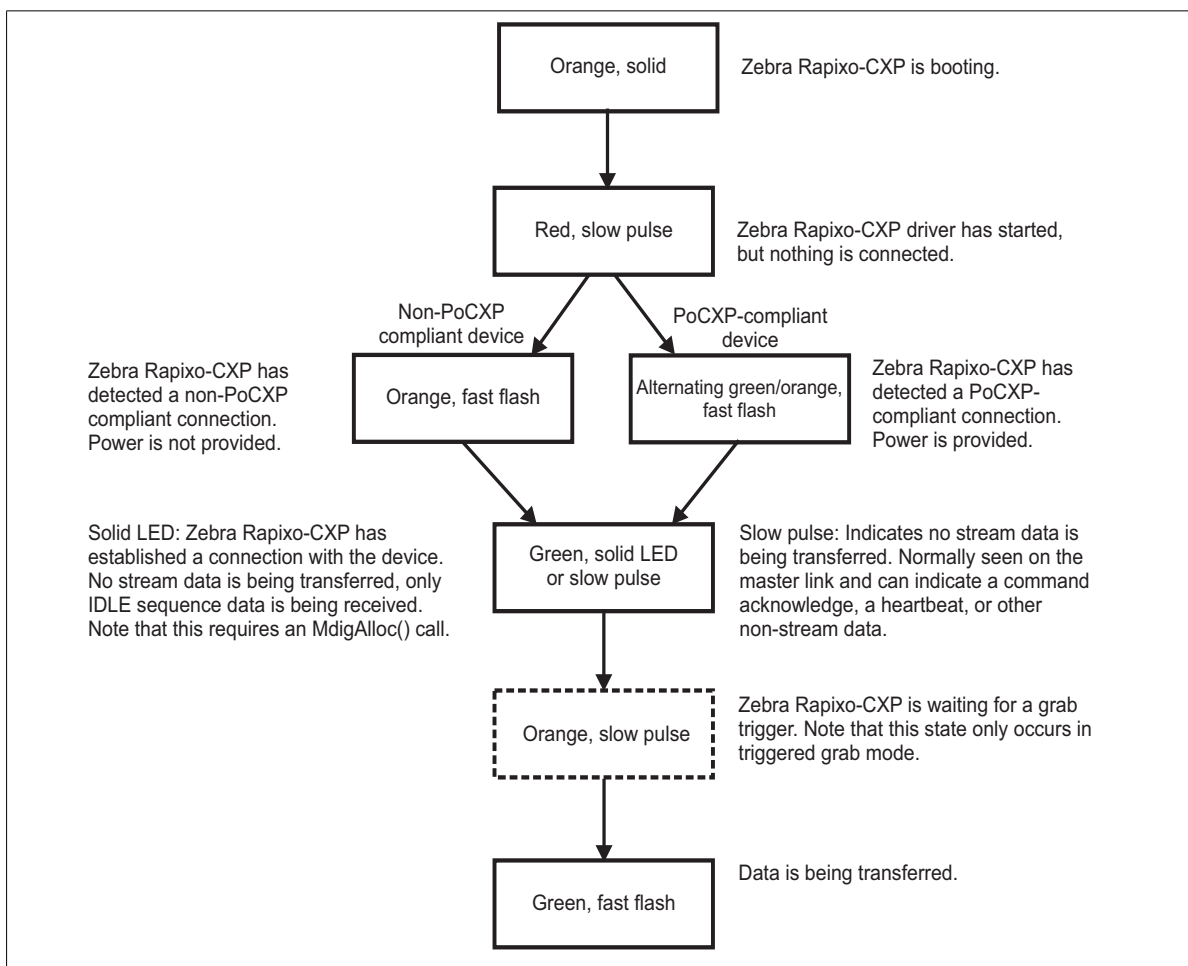 Orange, solid
Zebra Rapixo-CXP is booting.
Red, slow pulse
Zebra Rapixo-CXP driver has started,
but nothing is connected.
Non-PoCXP
compliant device
PoCXP-compliant
device
Zebra Rapixo-CXP has
detected a non-PoCXP
compliant connection.
Power is not provided.
Orange, fast flash
Alternating green/orange,
fast flash
Zebra Rapixo-CXP has
detected a PoCXP-
compliant connection.
Power is provided.
Solid LED: Zebra Rapixo-CXP has
established a connection with the device.
No stream data is being transferred, only
IDLE sequence data is being received.
Note that this requires an MdigAlloc() call.
Green, solid LED
or slow pulse
Slow pulse: Indicates no stream data is
being transferred. Normally seen on the
master link and can indicate a command
acknowledge, a heartbeat, or other
non-stream data.
Orange, slow pulse
Zebra Rapixo-CXP is waiting for a grab
trigger. Note that this state only occurs in
triggered grab mode.
Green, fast flash
Data is being transferred.